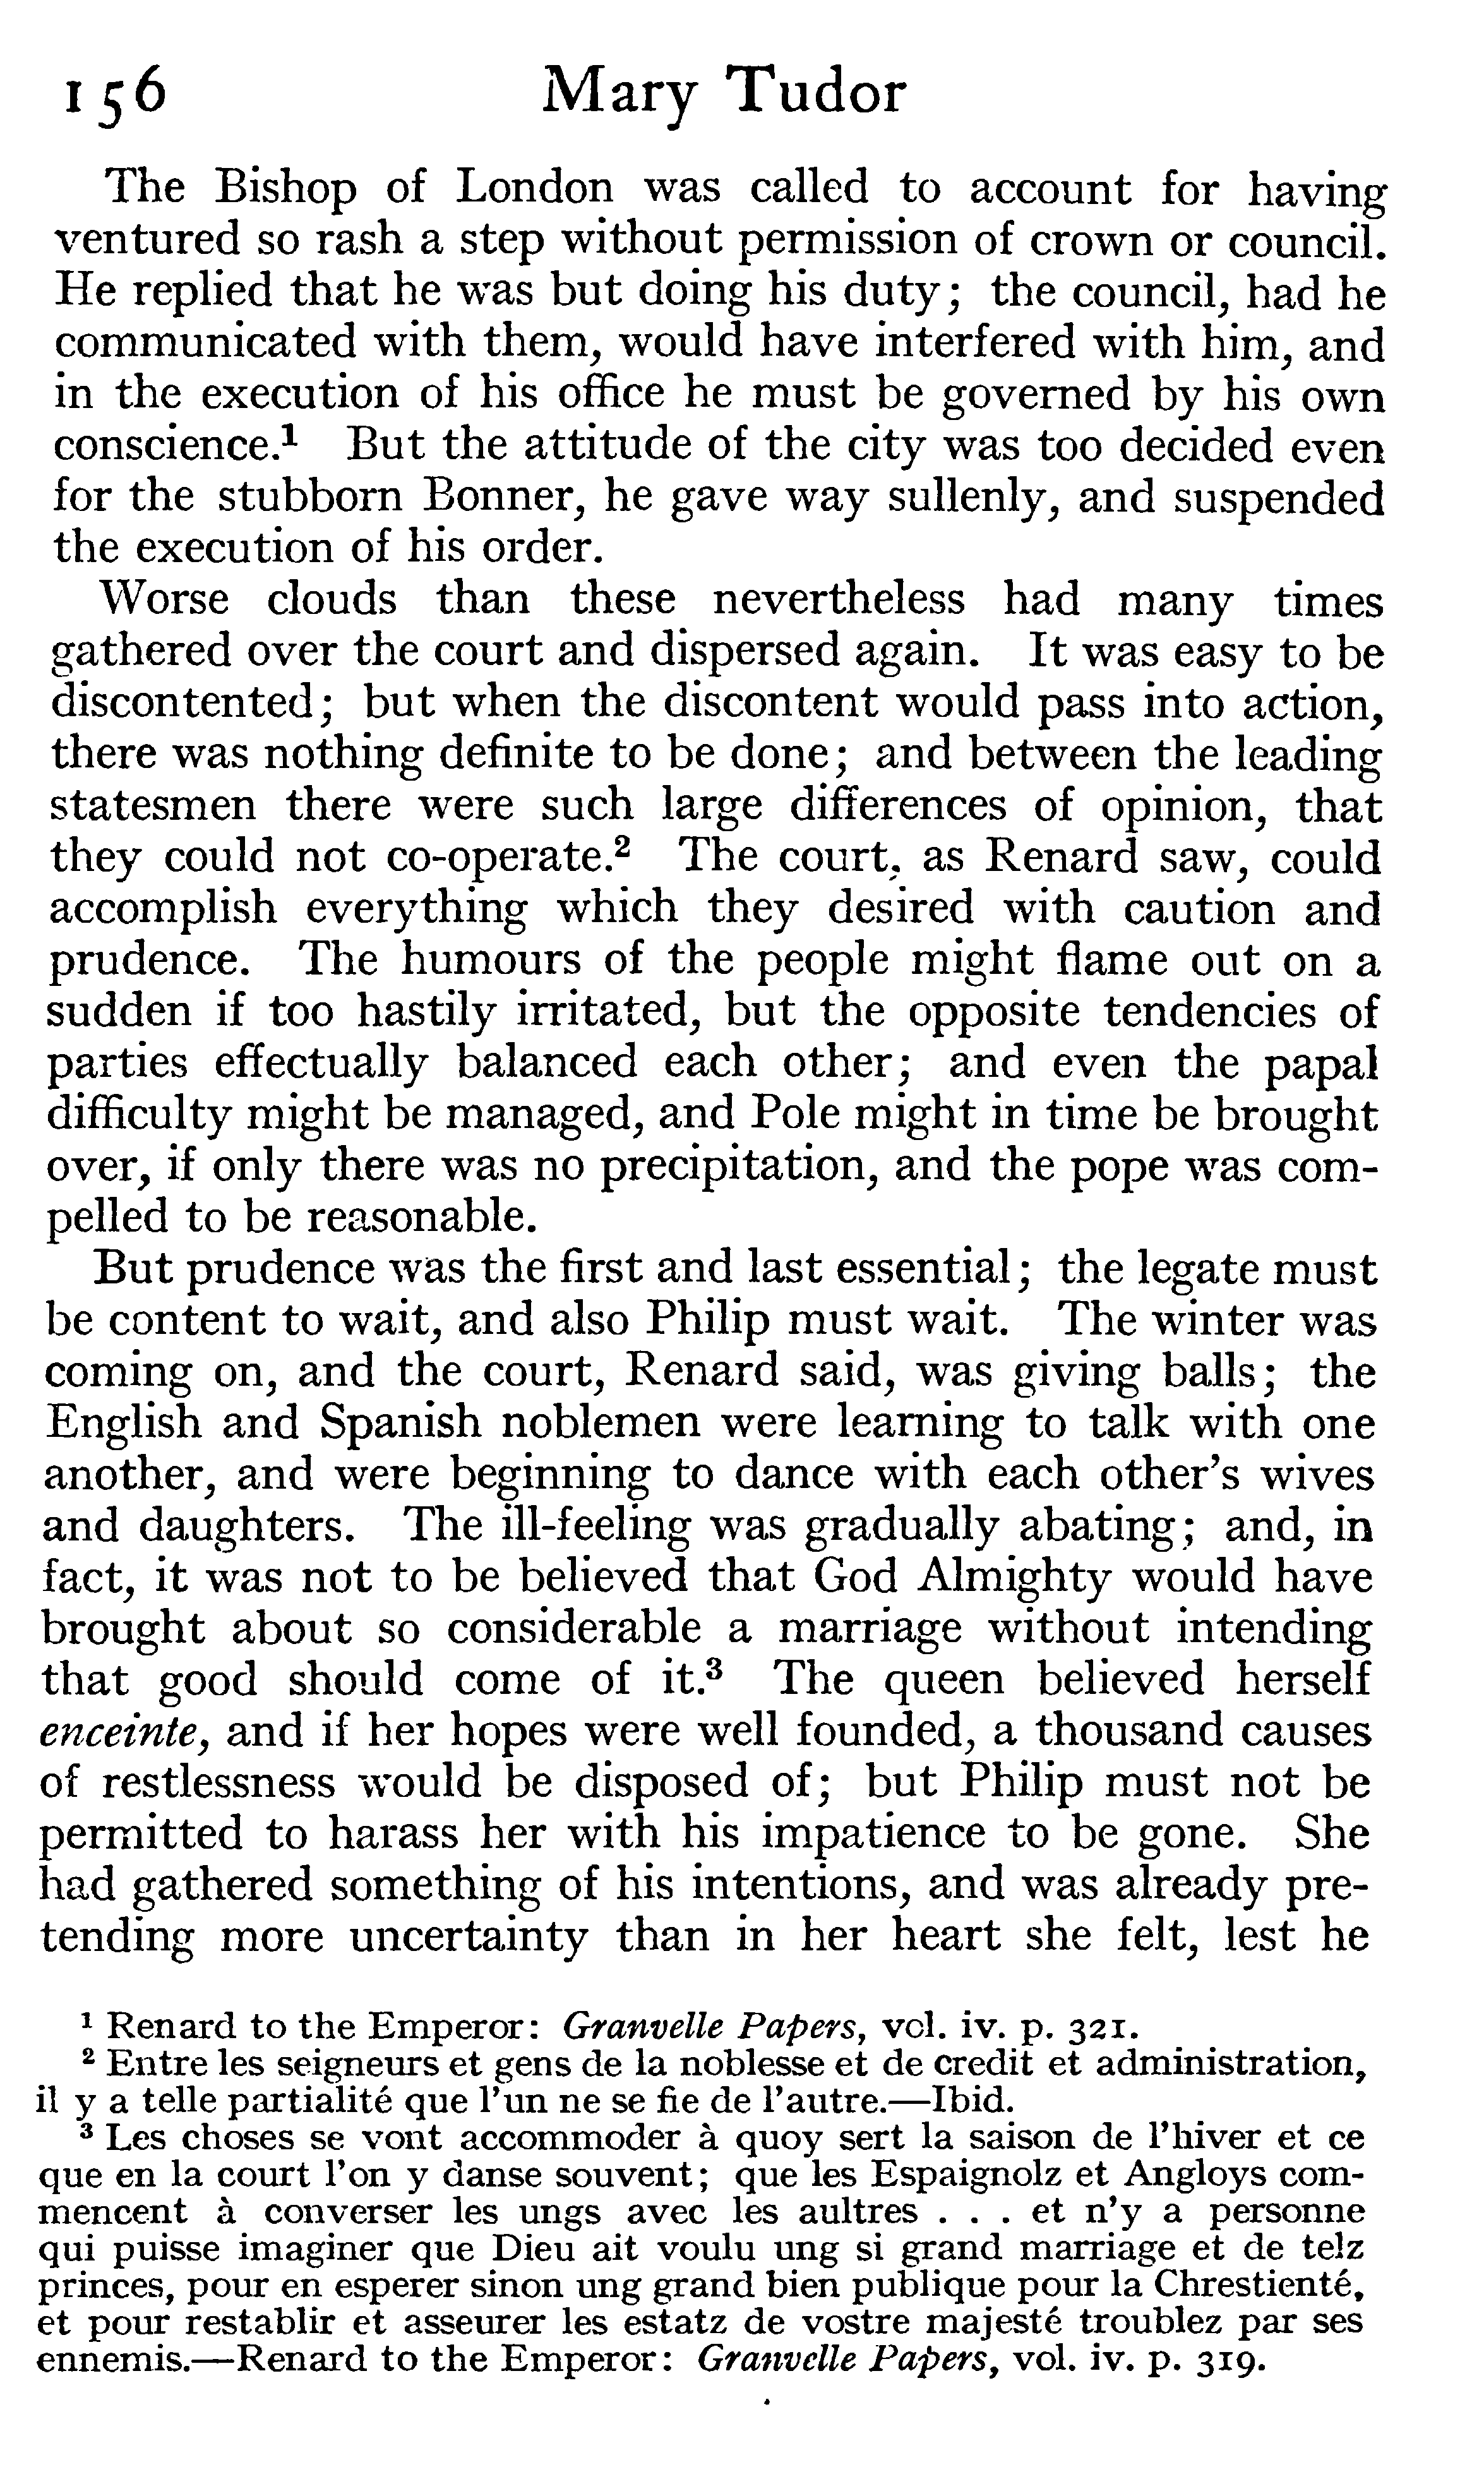 156 Mary Tudor
The Bishop of London was called to account for having
ventured so rash a step without permission of crown or council.
He replied that he was but doing his duty; the council, had he
communicated with them, would have interfered with him, and
in the execution of his office he must be governed by his own
conscience.¹ But the attitude of the city was too decided even
for the stubborn Bonner, he gave way sullenly, and suspended
the execution of his order.
Worse clouds than these nevertheless had many times
gathered over the court and dispersed again. It was easy to be
discontented; but when the discontent would pass into action,
there was nothing definite to be done; and between the leading
statesmen there were such large differences of opinion, that
they could not co-operate.² The court, as Renard saw, could
accomplish everything which they desired with caution and
prudence. The humours of the people might flame out on a
sudden if too hastily irritated, but the opposite tendencies of
parties effectually balanced each other; and even the papal
difficulty might be managed, and Pole might in time be brought
over, if only there was no precipitation, and the pope was com-
pelled to be reasonable.
But prudence was the first and last essential; the legate must
be content to wait, and also Philip must wait. The winter was
coming on, and the court, Renard said, was giving balls; the
English and Spanish noblemen were learning to talk with one
another, and were beginning to dance with each other's wives
and daughters. The ill-feeling was gradually abating; and, in
fact, it was not to be believed that God Almighty would have
brought about so considerable a marriage without intending
that good should come of it.³ The queen believed herself
enceinte, and if her hopes were well founded, a thousand causes
of restlessness would be disposed of; but Philip must not be
permitted to harass her with his impatience to be gone. She
had gathered something of his intentions, and was already pre-
tending more uncertainty than in her heart she felt, lest he
¹ Renard to the Emperor: Granvelle Papers, vol. iv. p. 321.
² Entre les seigneurs et gens de la noblesse et de credit et administration,
il y a telle partialité que l'un ne se fie de l'autre.—Ibid.
³ Les choses se vont accommoder à quoy sert la saison de l'hiver et ce
que en la court l'on y danse souvent; que les Espaignolz et Angloys com-
mencent à converser les ungs avec les aultres . . . et n'y a personne
qui puisse imaginer que Dieu ait voulu ung si grand marriage et de telz
princes, pour en esperer sinon ung grand bien publique pour la Chrestienté,
et pour restablir et asseurer les estatz de vostre majesté troublez par ses
ennemis.—Renard to the Emperor: Granvelle Papers, vol. iv. p. 319.